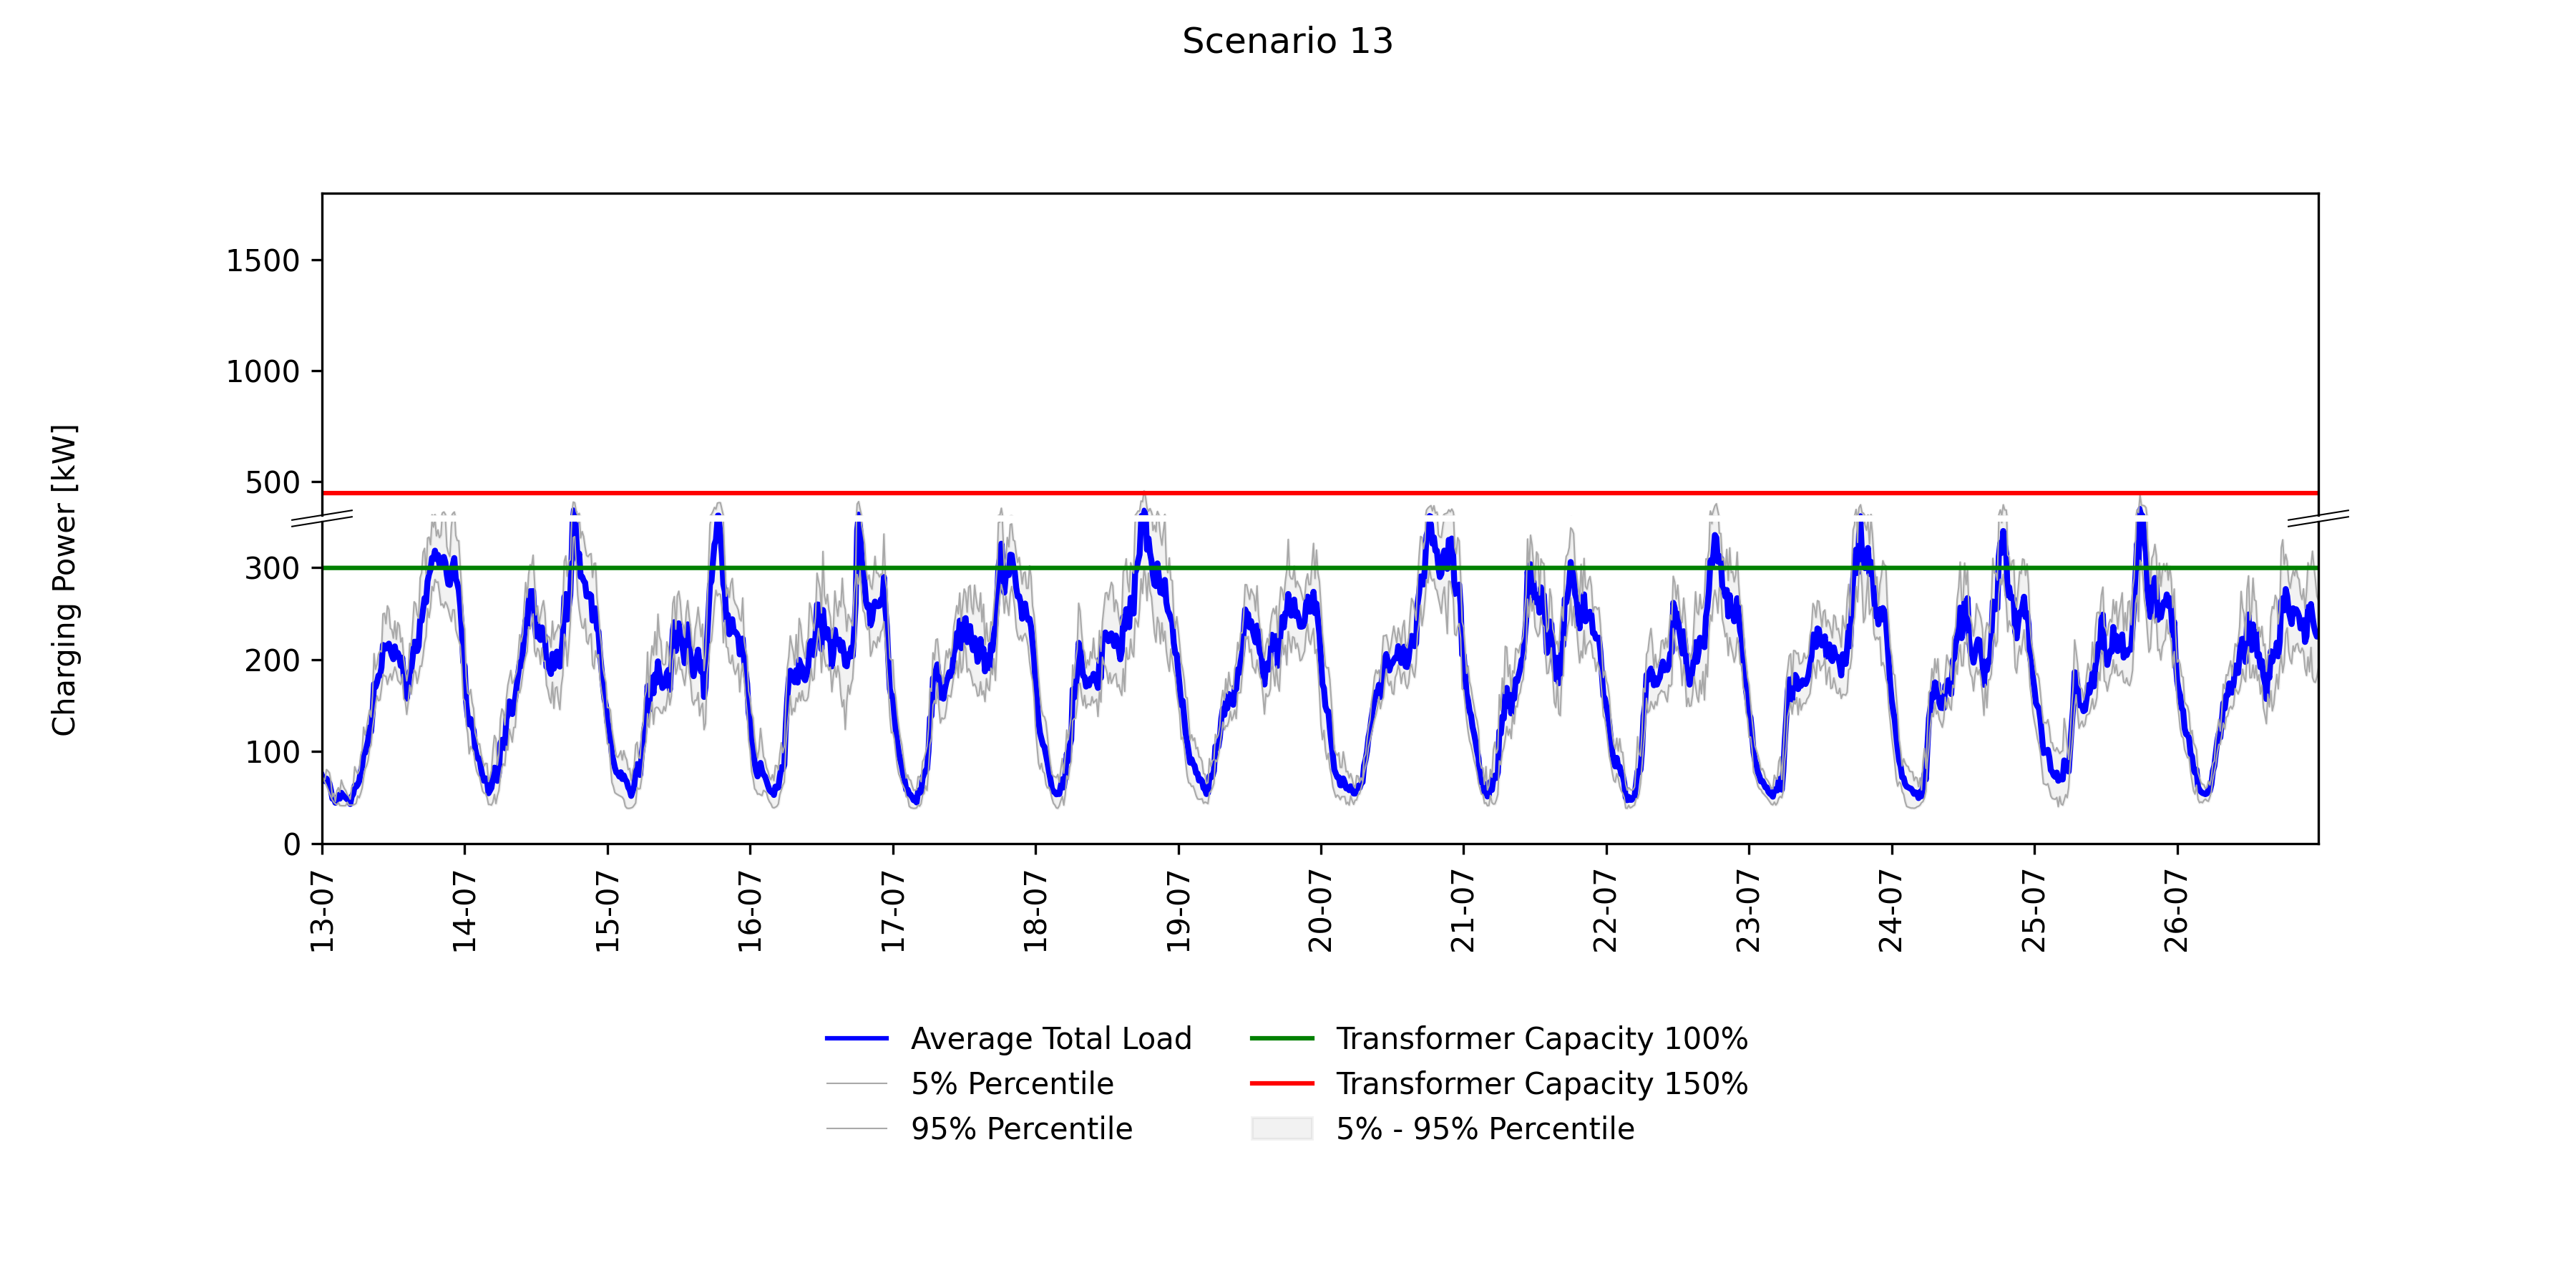 Scenario 13
Charging Power [kW]
1500
1000
500
300
200
100
0
13-07
14-07
15-07
16-07
17-07
18-07
19-07
20-07
21-07
22-07
23-07
24-07
25-07
26-07
Average Total Load
5% Percentile
95% Percentile
Transformer Capacity 100%
Transformer Capacity 150%
5% - 95% Percentile